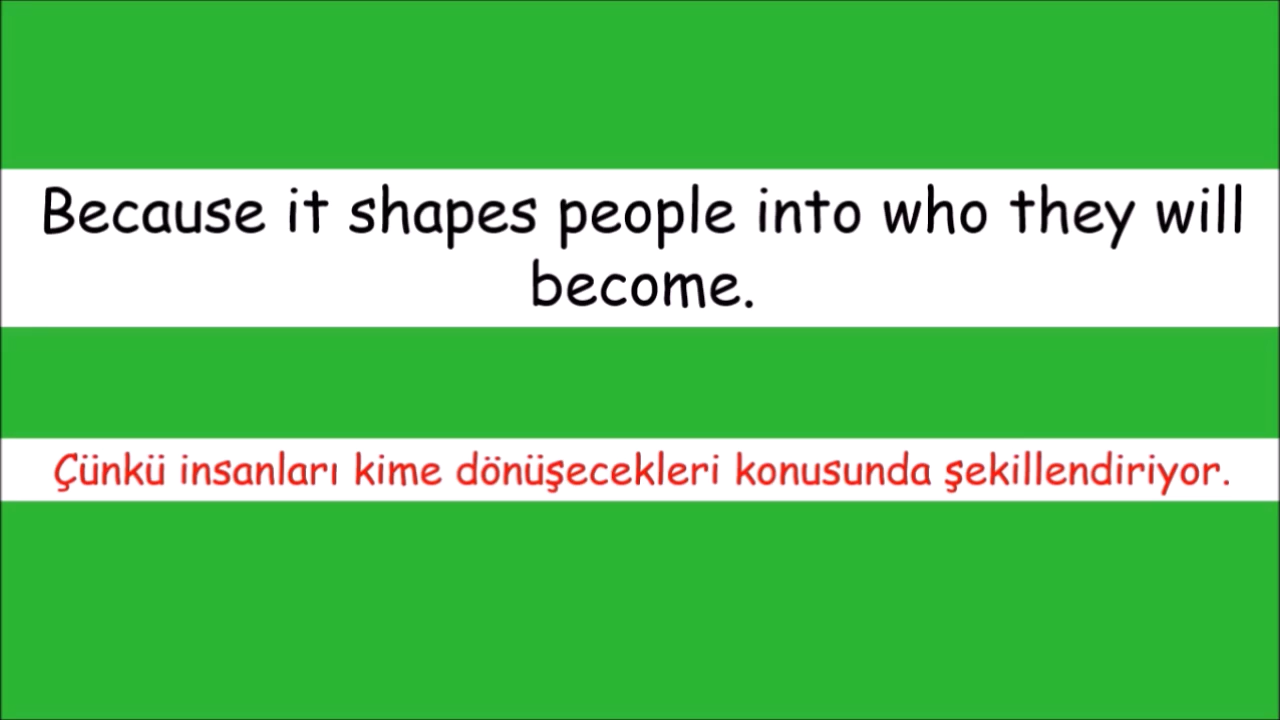 Because it shapes people into who they will
become.
Çünkü insanları kime dönüşecekleri konusunda şekillendiriyor.